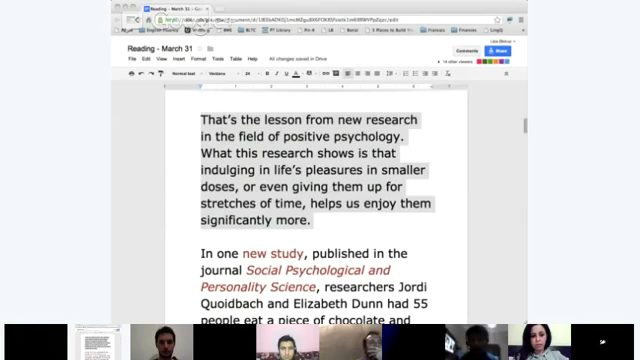 Reading - March 31
Comments
Share
File Edit View Insert Format Tools Table Help All changes saved in Drive
Normal text Verdana 24
That's the lesson from new research
in the field of positive psychology.
What this research shows is that
indulging in life's pleasures in smaller
doses, or even giving them up for
stretches of time, helps us enjoy them
significantly more.
In one new study, published in the
journal Social Psychological and
Personality Science, researchers Jordi
Quoidbach and Elizabeth Dunn had 55
people eat a piece of chocolate and